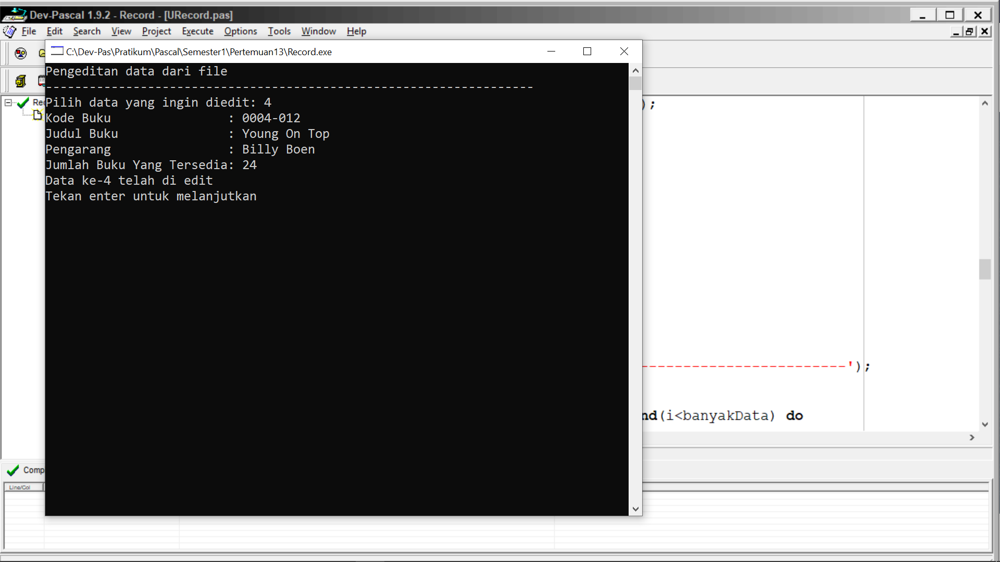 Dev-Pascal 1.9.2 - Record - [URecord.pas]
File Edit Search View Project Execute Options Tools Window Help
C:\Dev-Pas\Pratikum\Pascal\Semester1\Pertemuan13\Record.exe
Pengeditan data dari file
-------------------------------------------------------------------
Pilih data yang ingin diedit: 4
Kode Buku                : 0004-012
Judul Buku               : Young On Top
Pengarang                : Billy Boen
Jumlah Buku Yang Tersedia: 24
Data ke-4 telah di edit
Tekan enter untuk melanjutkan
Rec
);
-------------------------');
nd(i<banyakData) do
Comp
Line/Col